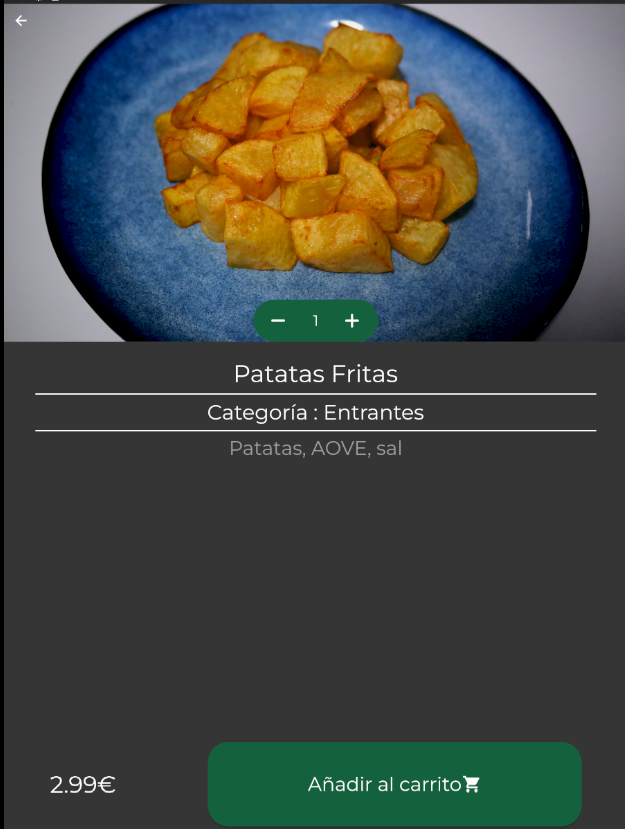 1
Patatas Fritas
Categoría : Entrantes
Patatas, AOVE, sal
2.99€
Añadir al carrito